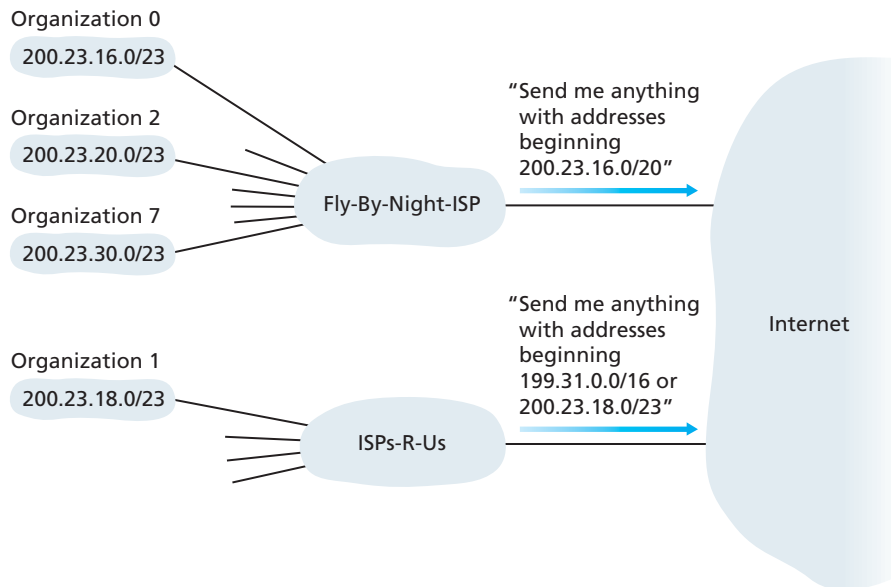 Organization 0
200.23.16.0/23
Organization 2
200.23.20.0/23
Organization 7
200.23.30.0/23
Fly-By-Night-ISP
“Send me anything
with addresses
beginning
200.23.16.0/20”
Organization 1
200.23.18.0/23
ISPs-R-Us
“Send me anything
with addresses
beginning
199.31.0.0/16 or
200.23.18.0/23”
Internet